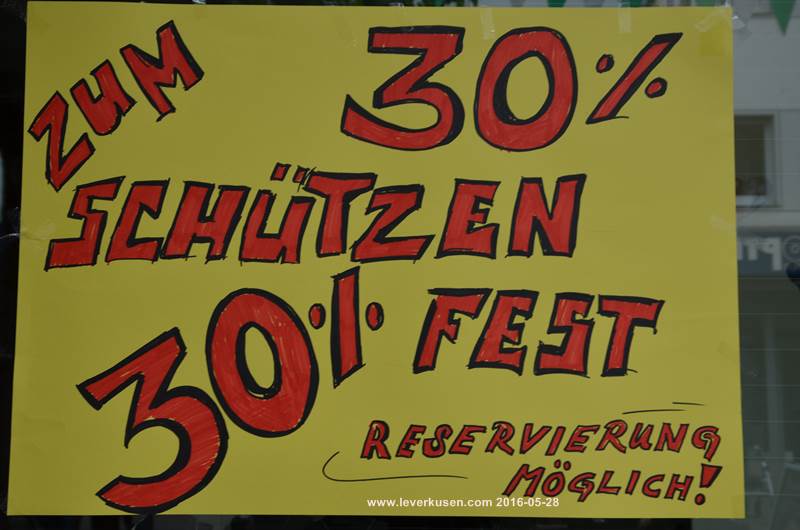 ZUM 30%
SCHÜTZEN
30% FEST
RESERVIERUNG
MÖGLICH!
www.leverkusen.com 2016-05-28